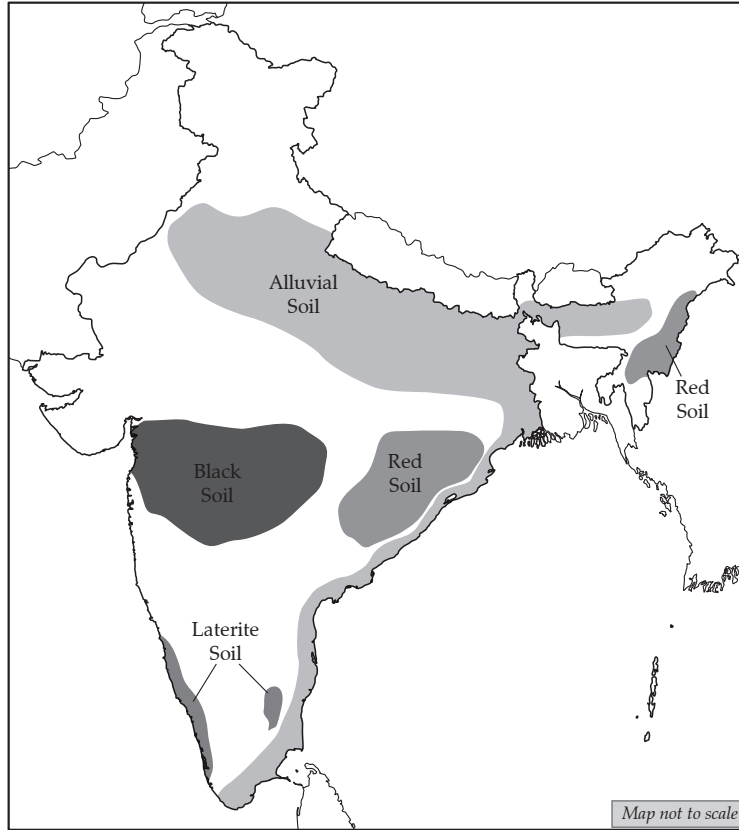 Alluvial
Soil
Red
Soil
Black
Soil
Red
Soil
Laterite
Soil
Map not to scale